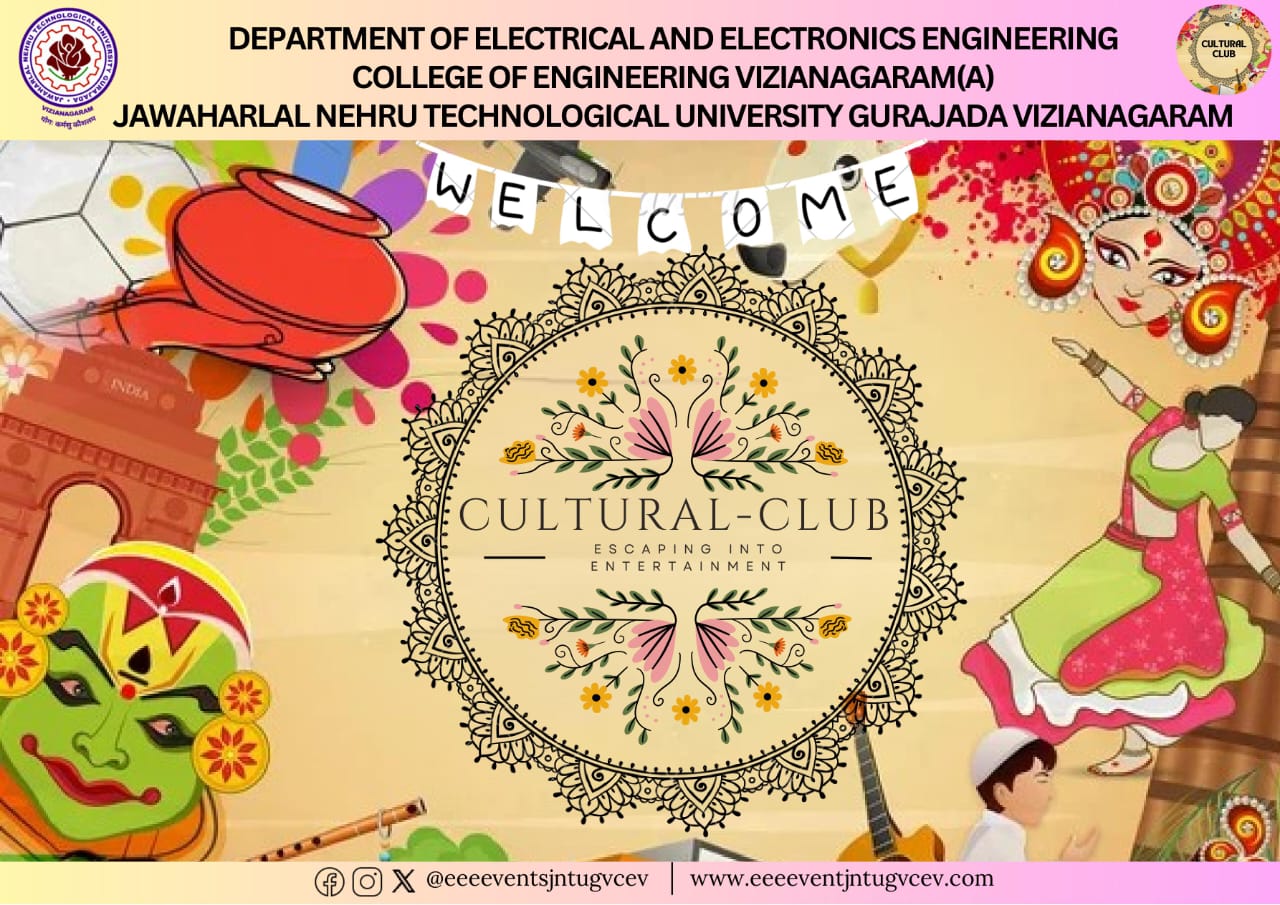 DEPARTMENT OF ELECTRICAL AND ELECTRONICS ENGINEERING
COLLEGE OF ENGINEERING VIZIANAGARAM(A)
JAWAHARLAL NEHRU TECHNOLOGICAL UNIVERSITY GURAJADA VIZIANAGARAM
JAWAHARLAL NEHRU TECHNOLOGICAL UNIVERSITY GURAJADA
VIZIANAGARAM
योगः कर्मसु कौशलम्
CULTURAL
CLUB
WELCOME
INDIA
CULTURAL-CLUB
ESCAPING INTO
ENTERTAINMENT
@eeeeventsjntugvcev
www.eeeeventjntugvcev.com